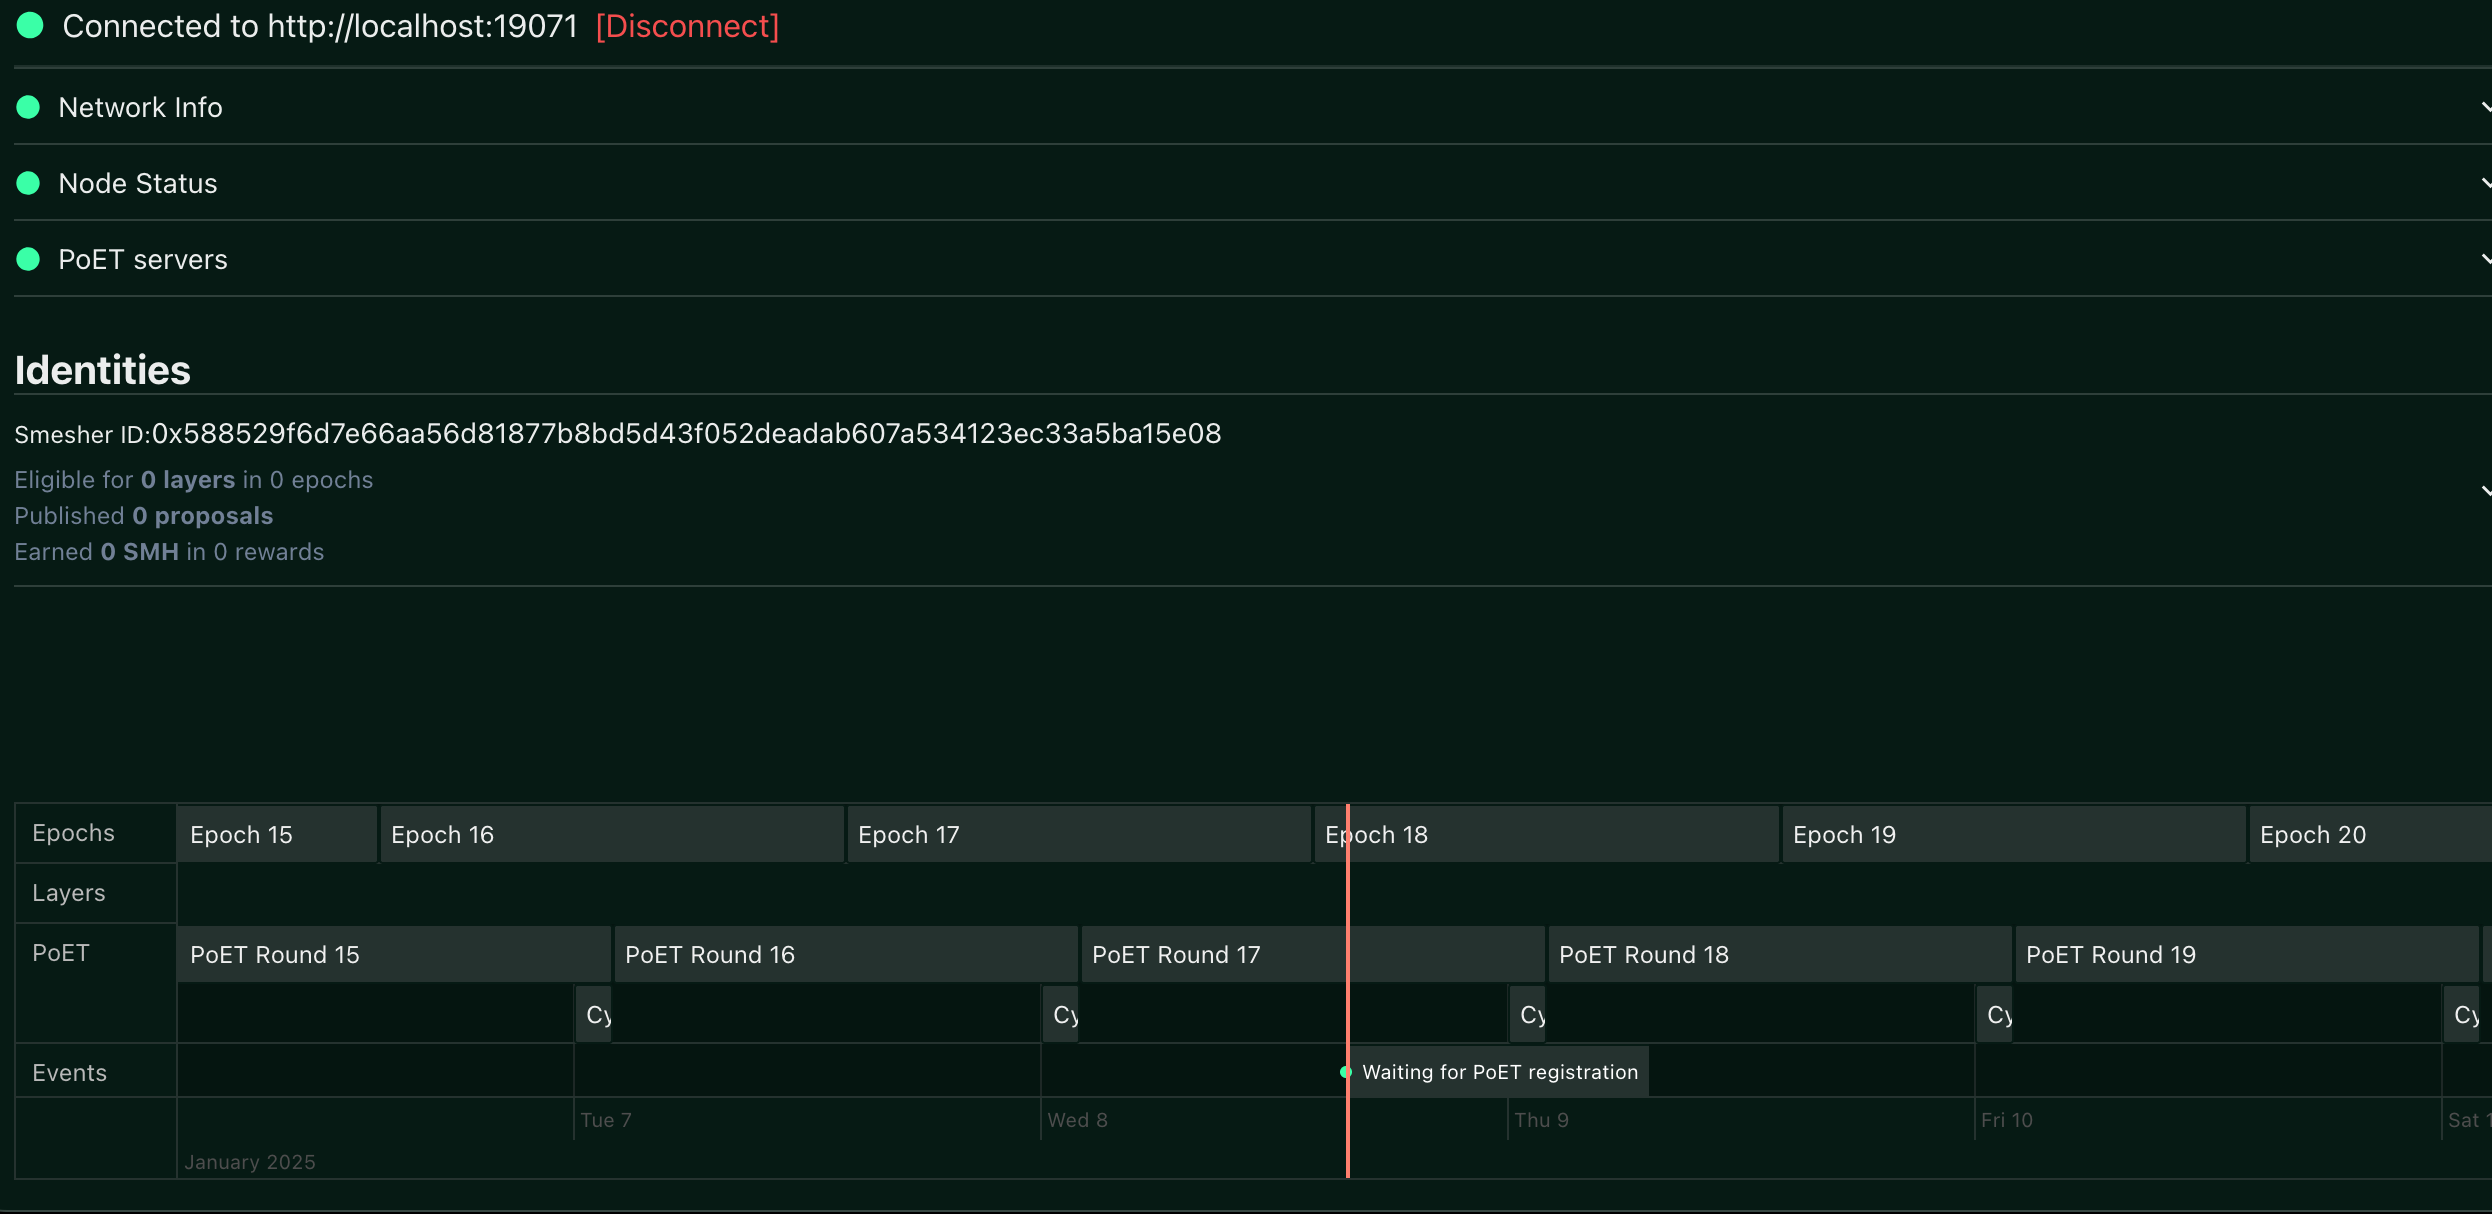 Connected to http://localhost:19071 [Disconnect]
Network Info
Node Status
PoET servers
Identities
Smesher ID:0x588529f6d7e66aa56d81877b8bd5d43f052deadab607a534123ec33a5ba15e08
Eligible for 0 layers in 0 epochs
Published 0 proposals
Earned 0 SMH in 0 rewards
Epochs Epoch 15 Epoch 16 Epoch 17 Epoch 18 Epoch 19 Epoch 20
Layers
PoET PoET Round 15 PoET Round 16 PoET Round 17 PoET Round 18 PoET Round 19
Cy Cy Cy Cy Cy
Events Waiting for PoET registration
Tue 7 Wed 8 Thu 9 Fri 10 Sat 1
January 2025